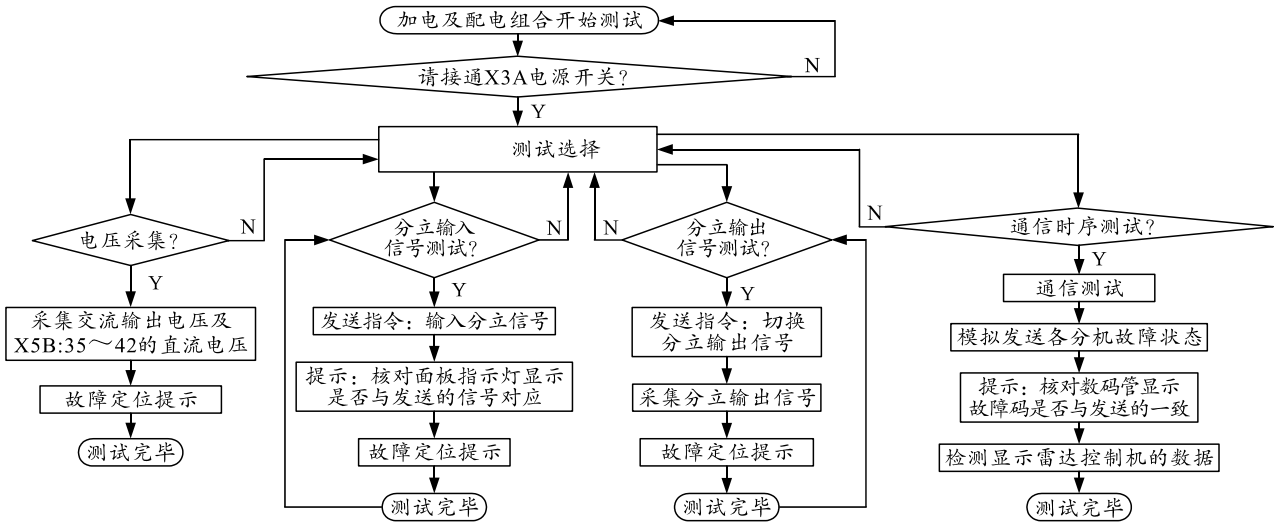 加电及配电组合开始测试
请接通X3A电源开关?
N
Y
测试选择
电压采集?
N
Y
采集交流输出电压及
X5B:35～42的直流电压
故障定位提示
测试完毕
分立输入
信号测试?
N
Y
发送指令：输入分立信号
提示：核对面板指示灯显示
是否与发送的信号对应
故障定位提示
测试完毕
分立输出
信号测试?
N
Y
发送指令：切换
分立输出信号
采集分立输出信号
故障定位提示
测试完毕
通信时序测试?
N
Y
通信测试
模拟发送各分机故障状态
提示：核对数码管显示
故障码是否与发送的一致
检测显示雷达控制机的数据
测试完毕